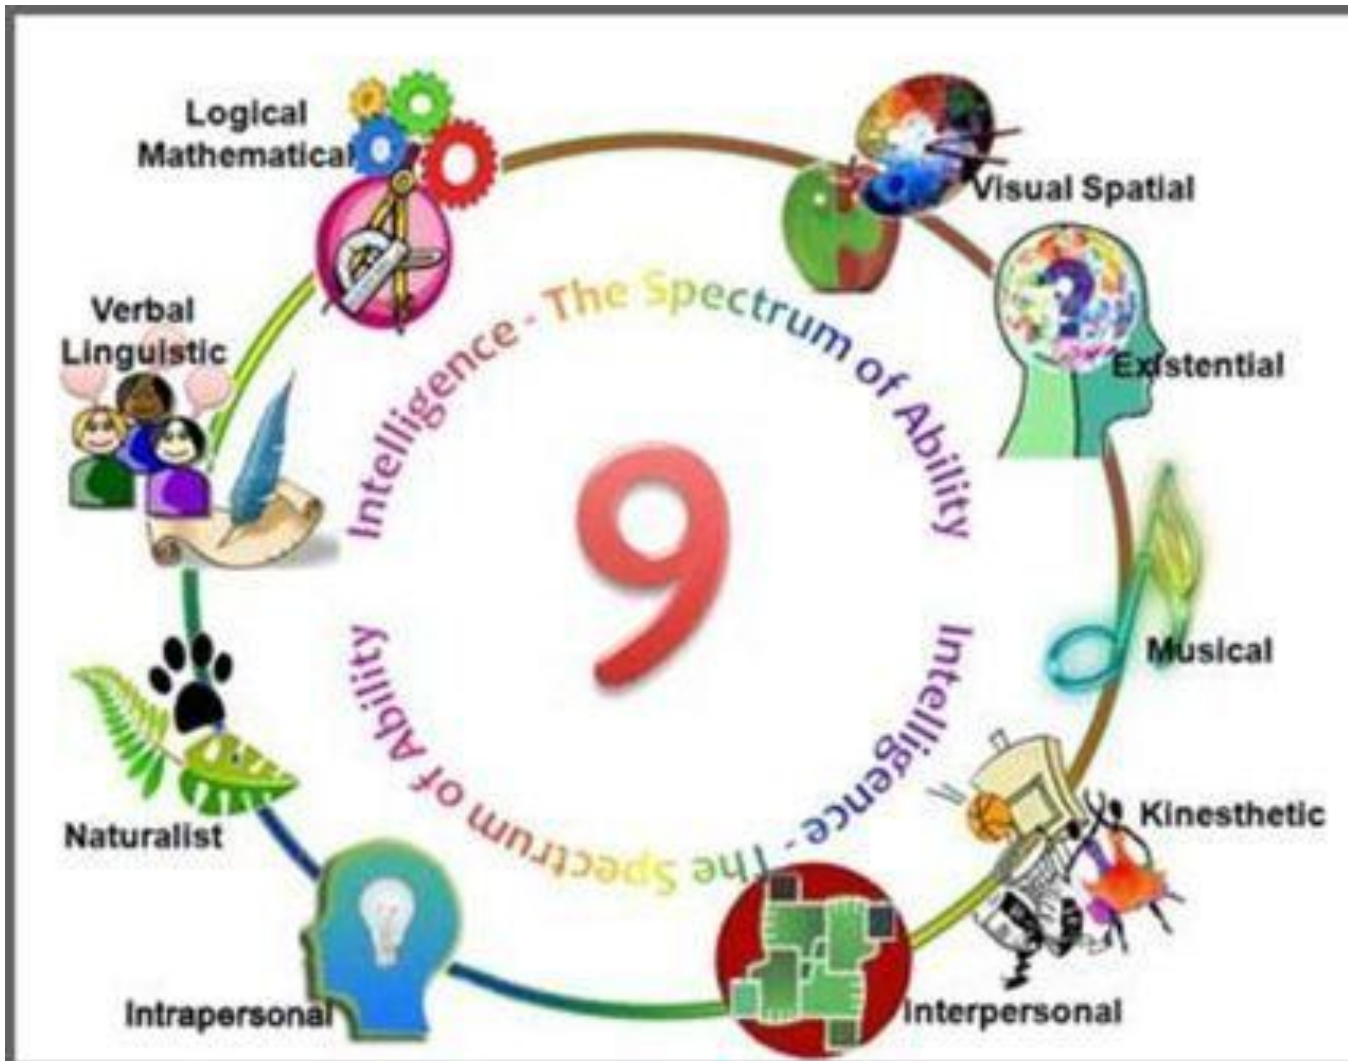 Logical
Mathematical
Visual Spatial
Verbal
Linguistic
Existential
Intelligence - The Spectrum of Ability
9
Intelligence - The Spectrum of Ability
Musical
Naturalist
Kinesthetic
Intrapersonal
Interpersonal